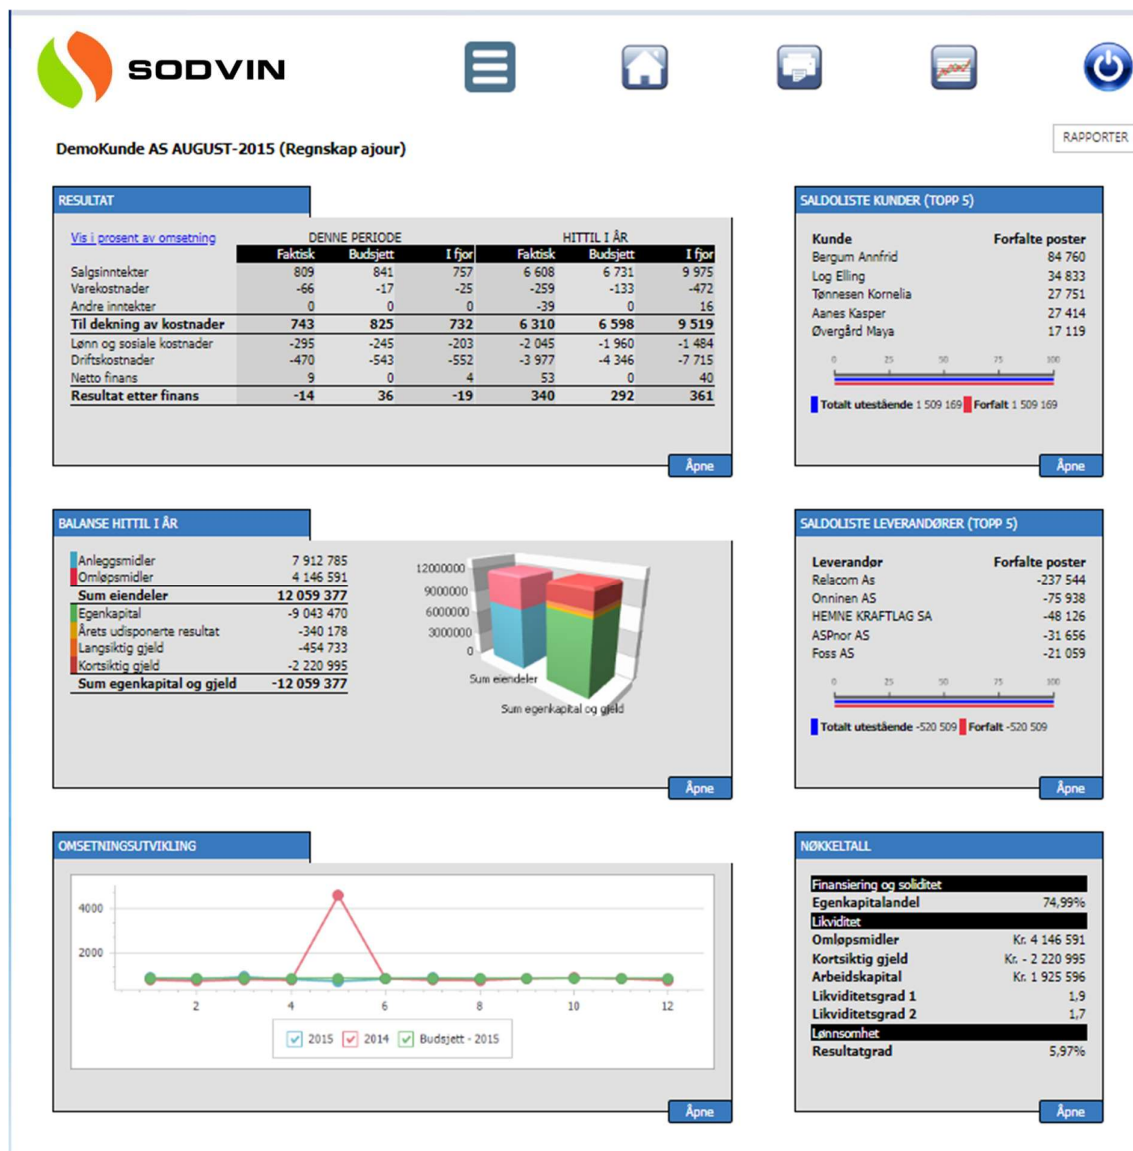 SODVIN
DemoKunde AS AUGUST-2015 (Regnskap ajour)
RAPPORTER
RESULTAT
Vis i prosent av omsetning DENNE PERIODE HITTIL I ÅR
Faktisk Budsjett I fjor Faktisk Budsjett I fjor
Salgsinntekter 809 841 757 6 608 6 731 9 975
Varekostnader -66 -17 -25 -259 -133 -472
Andre inntekter 0 0 0 -39 0 16
Til dekning av kostnader 743 825 732 6 310 6 598 9 519
Lønn og sosiale kostnader -295 -245 -203 -2 045 -1 960 -1 484
Driftskostnader -470 -543 -552 -3 977 -4 346 -7 715
Netto finans 9 0 4 53 0 40
Resultat etter finans -14 36 -19 340 292 361
Åpne
SALDOLISTE KUNDER (TOPP 5)
Kunde Forfalte poster
Bergum Annfrid 84 760
Log Elling 34 833
Tønnesen Kornelia 27 751
Aanes Kasper 27 414
Øvergård Maya 17 119
0 25 50 75 100
Totalt utestående 1 509 169 Forfalt 1 509 169
Åpne
BALANSE HITTIL I ÅR
Anleggsmidler 7 912 785
Omløpsmidler 4 146 591
Sum eiendeler 12 059 377
Egenkapital -9 043 470
Årets udisponerte resultat -340 178
Langsiktig gjeld -454 733
Kortsiktig gjeld -2 220 995
Sum egenkapital og gjeld -12 059 377
12000000
9000000
6000000
3000000
0
Sum eiendeler
Sum egenkapital og gjeld
Åpne
SALDOLISTE LEVERANDØRER (TOPP 5)
Leverandør Forfalte poster
Relacom As -237 544
Onninen AS -75 938
HEMNE KRAFTLAG SA -48 126
ASPnor AS -31 656
Foss AS -21 059
0 25 50 75 100
Totalt utestående -520 509 Forfalt -520 509
Åpne
OMSETNINGSUTVIKLING
4000
2000
2 4 6 8 10 12
2015 2014 Budsjett - 2015
Åpne
NØKKELTALL
Finansiering og soliditet
Egenkapitalandel 74,99%
Likviditet
Omløpsmidler Kr. 4 146 591
Kortsiktig gjeld Kr. - 2 220 995
Arbeidskapital Kr. 1 925 596
Likviditetsgrad 1 1,9
Likviditetsgrad 2 1,7
Lønnsomhet
Resultatgrad 5,97%
Åpne